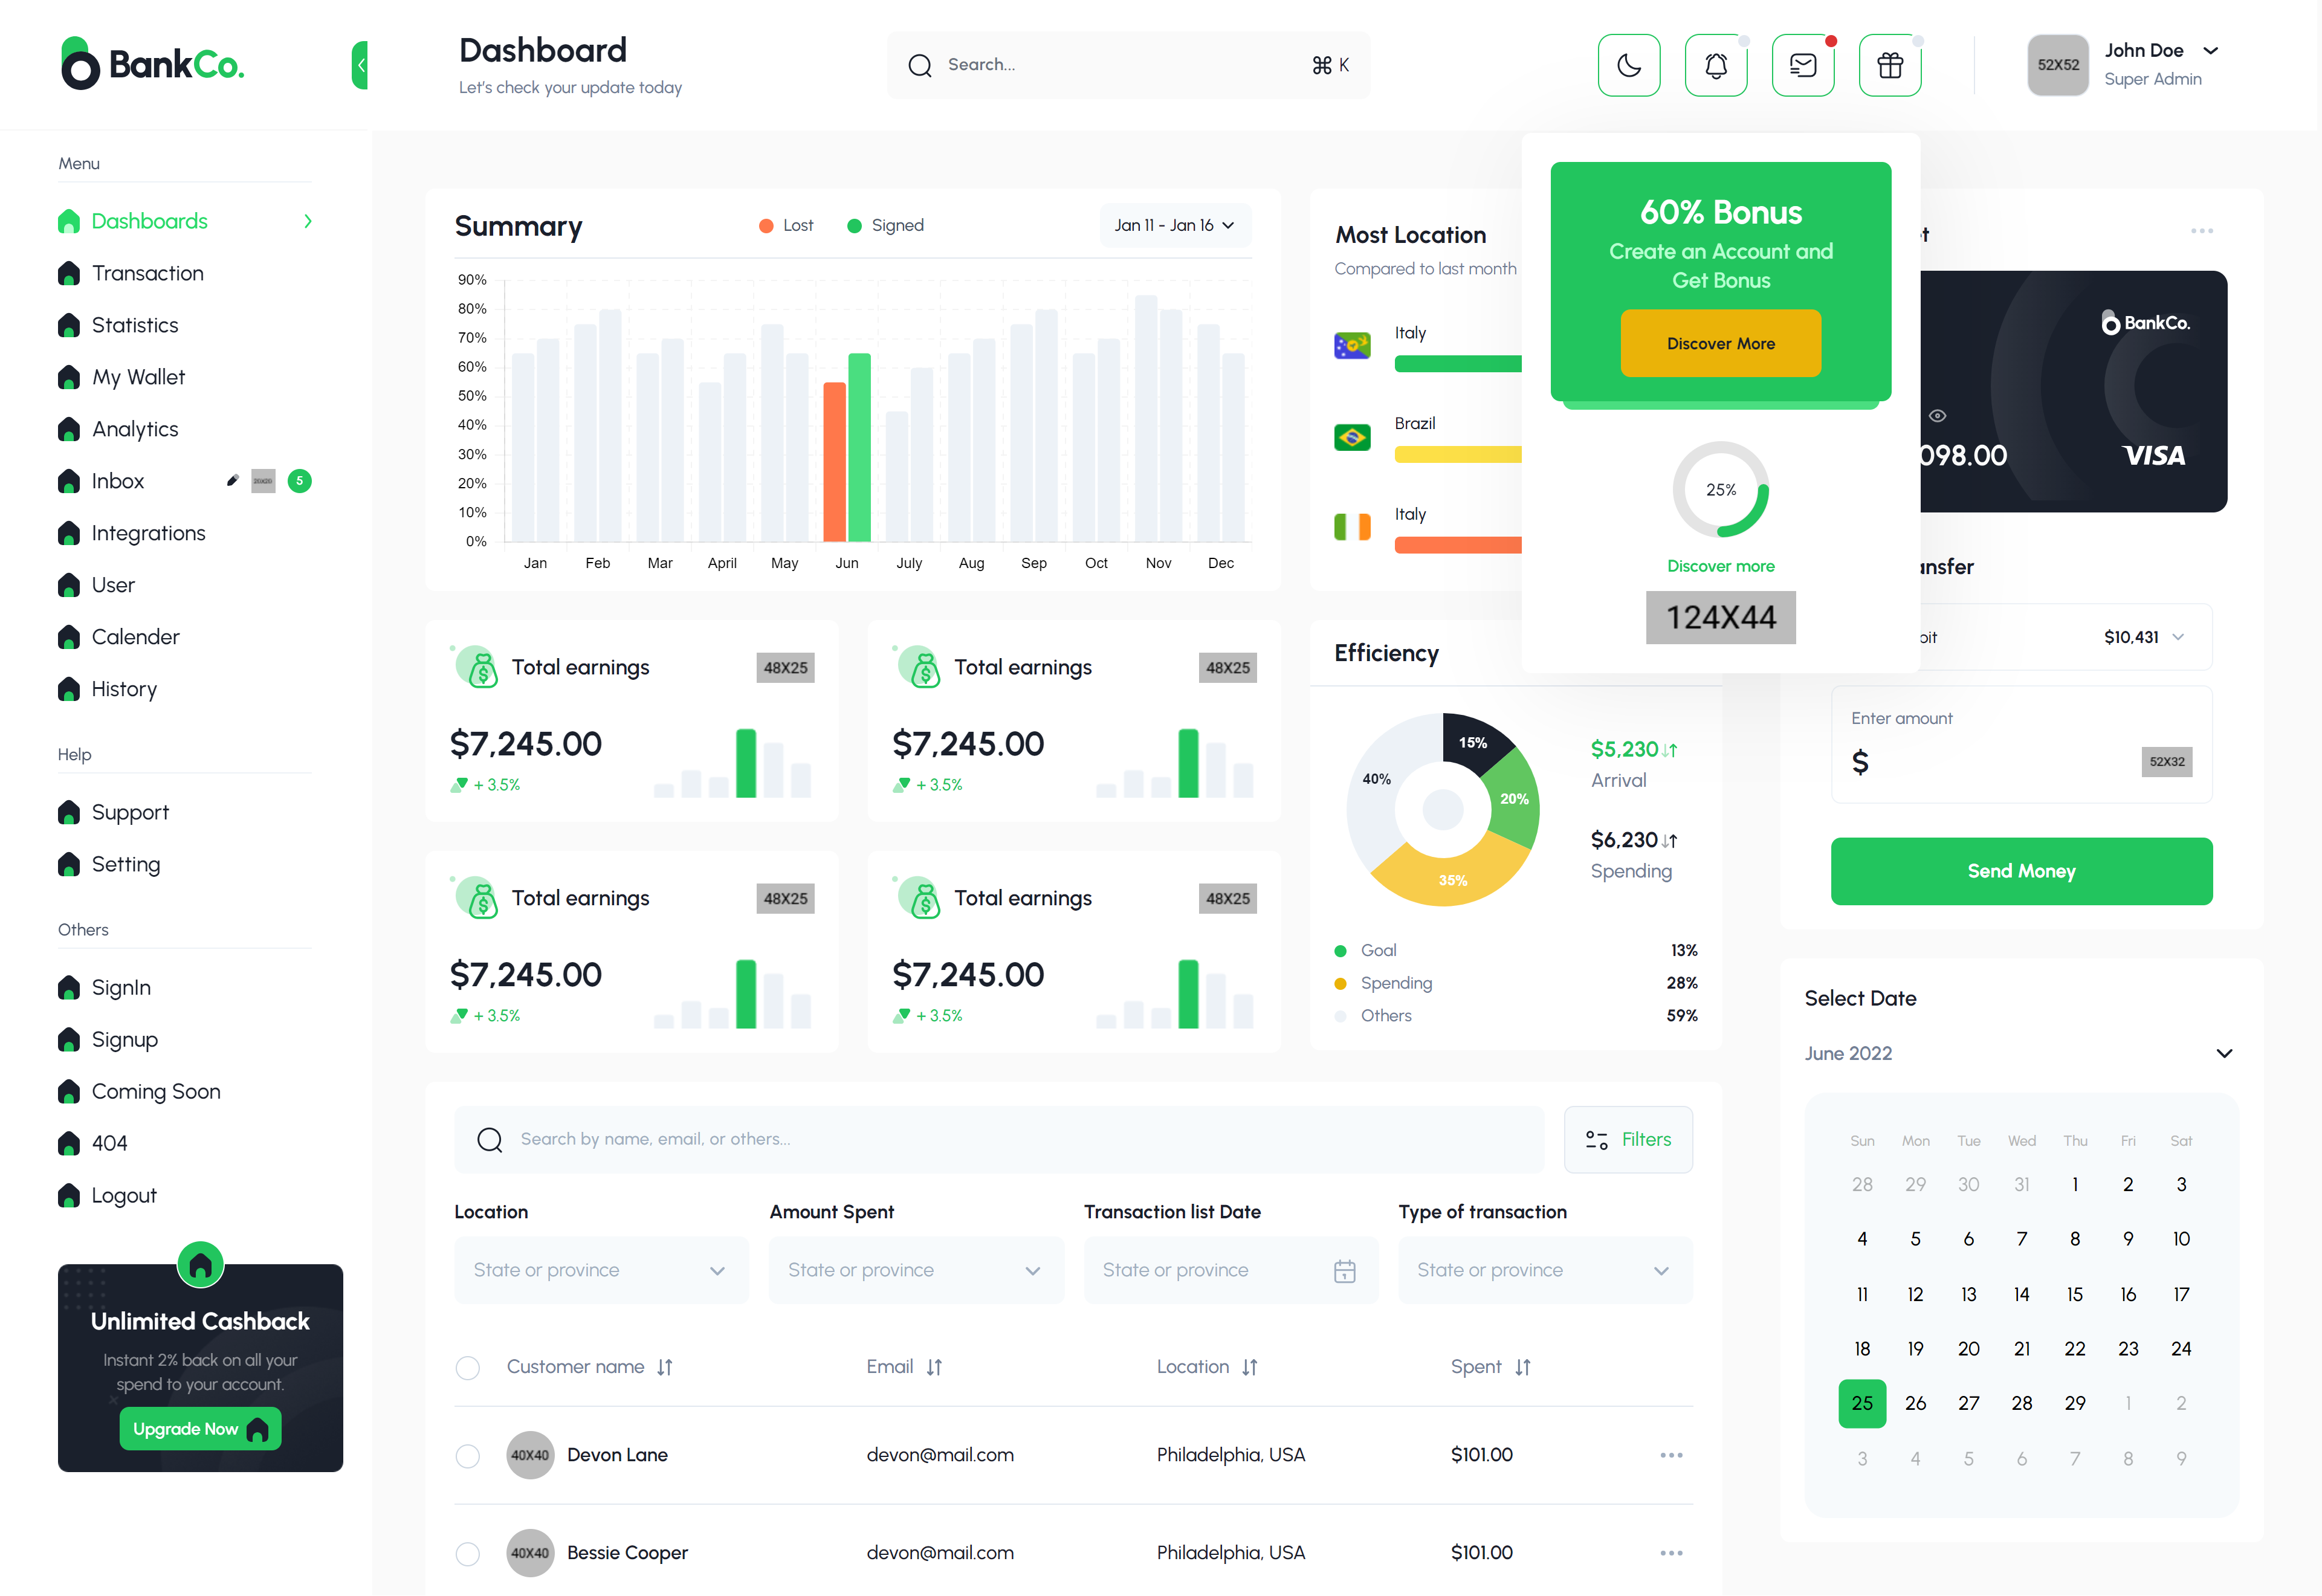 BankCo.
Dashboard
Let's check your update today
Search...
⌘ K
52X52
John Doe
Super Admin
Menu
Dashboards
Transaction
Statistics
My Wallet
Analytics
Inbox
20X20
5
Integrations
User
Calender
History
Help
Support
Setting
Others
SignIn
Signup
Coming Soon
404
Logout
Unlimited Cashback
Instant 2% back on all your
spend to your account.
Upgrade Now
Summary
Lost
Signed
Jan 11 - Jan 16
90%
80%
70%
60%
50%
40%
30%
20%
10%
0%
Jan Feb Mar April May Jun July Aug Sep Oct Nov Dec
Most Location
Compared to last month
Italy
Brazil
Italy
60% Bonus
Create an Account and
Get Bonus
Discover More
25%
Discover more
124X44
BankCo.
098.00
VISA
$10,431
Enter amount
$
52X32
Send Money
Total earnings
48X25
$7,245.00
+ 3.5%
Total earnings
48X25
$7,245.00
+ 3.5%
Total earnings
48X25
$7,245.00
+ 3.5%
Total earnings
48X25
$7,245.00
+ 3.5%
Efficiency
15%
20%
35%
40%
$5,230
Arrival
$6,230
Spending
Goal 13%
Spending 28%
Others 59%
Select Date
June 2022
Sun Mon Tue Wed Thu Fri Sat
28 29 30 31 1 2 3
4 5 6 7 8 9 10
11 12 13 14 15 16 17
18 19 20 21 22 23 24
25 26 27 28 29 1 2
3 4 5 6 7 8 9
Search by name, email, or others...
Filters
Location
Amount Spent
Transaction list Date
Type of transaction
State or province
State or province
State or province
1
State or province
Customer name Email Location Spent
40X40 Devon Lane devon@mail.com Philadelphia, USA $101.00
40X40 Bessie Cooper devon@mail.com Philadelphia, USA $101.00